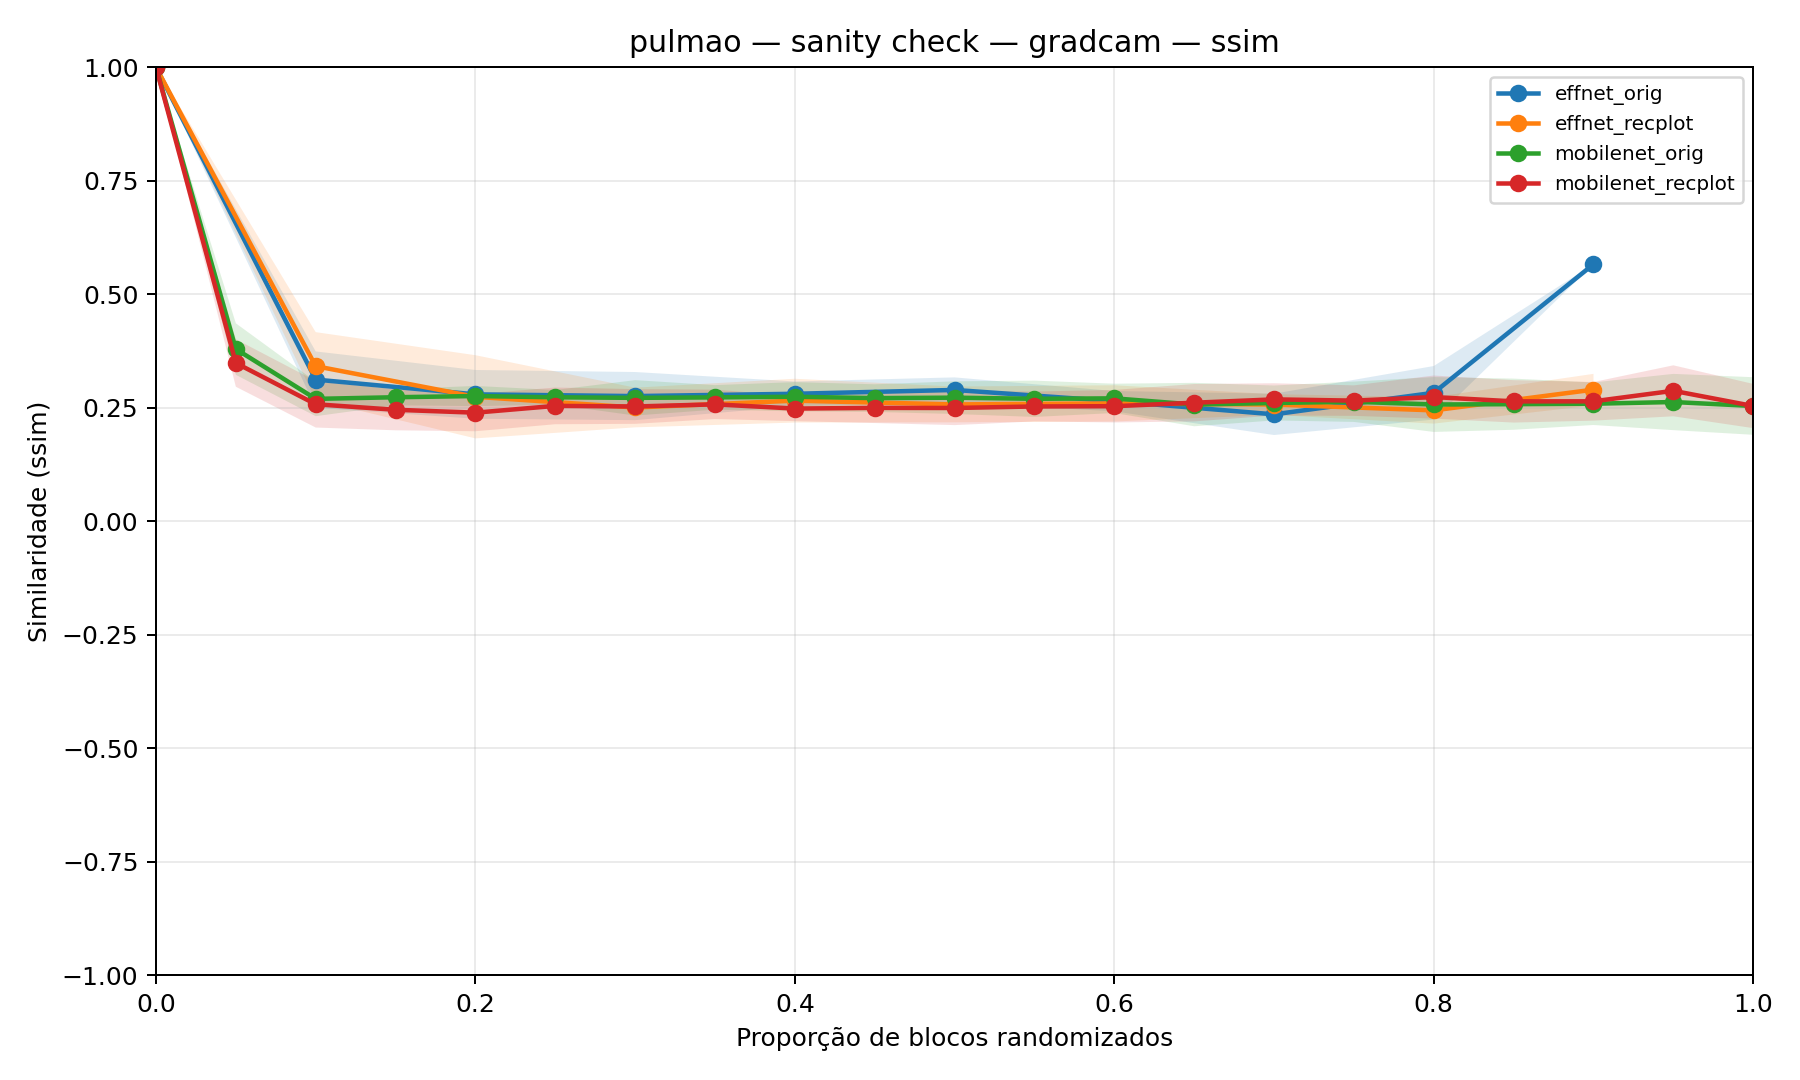 pulmao — sanity check — gradcam — ssim
1.00
0.75
0.50
0.25
0.00
−0.25
−0.50
−0.75
−1.00
Similaridade (ssim)
effnet_orig
effnet_recplot
mobilenet_orig
mobilenet_recplot
0.0 0.2 0.4 0.6 0.8 1.0
Proporção de blocos randomizados